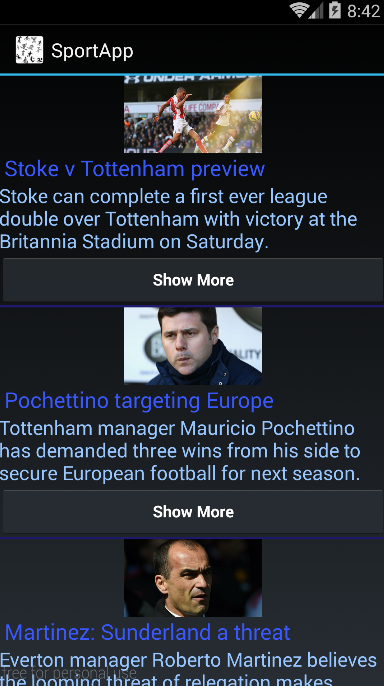 8:42
SportApp
UNDER ARMOUR
Stoke v Tottenham preview
Stoke can complete a first ever league
double over Tottenham with victory at the
Britannia Stadium on Saturday.
Show More
Pochettino targeting Europe
Tottenham manager Mauricio Pochettino
has demanded three wins from his side to
secure European football for next season.
Show More
Martinez: Sunderland a threat
Everton manager Roberto Martinez believes
free for personal use
the looming threat of relegation makes